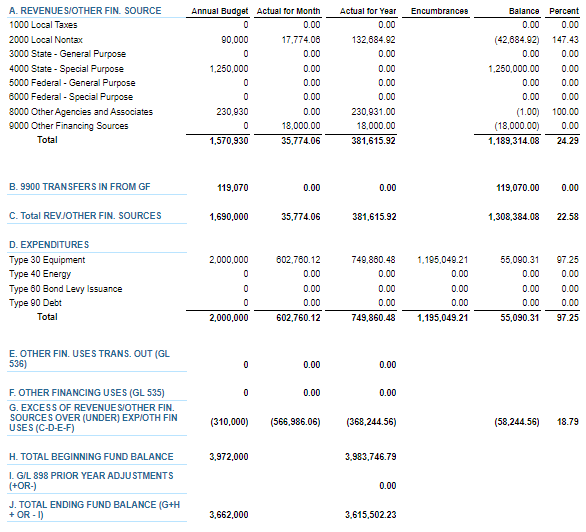 A. REVENUES/OTHER FIN. SOURCE Annual Budget Actual for Month Actual for Year Encumbrances Balance Percent
1000 Local Taxes 0 0.00 0.00 0.00 0.00
2000 Local Nontax 90,000 17,774.06 132,684.92 (42,684.92) 147.43
3000 State - General Purpose 0 0.00 0.00 0.00 0.00
4000 State - Special Purpose 1,250,000 0.00 0.00 1,250,000.00 0.00
5000 Federal - General Purpose 0 0.00 0.00 0.00 0.00
6000 Federal - Special Purpose 0 0.00 0.00 0.00 0.00
8000 Other Agencies and Associates 230,930 0.00 230,931.00 (1.00) 100.00
9000 Other Financing Sources 0 18,000.00 18,000.00 (18,000.00) 0.00
Total 1,570,930 35,774.06 381,615.92 1,189,314.08 24.29
B. 9900 TRANSFERS IN FROM GF 119,070 0.00 0.00 119,070.00 0.00
C. Total REV./OTHER FIN. SOURCES 1,690,000 35,774.06 381,615.92 1,308,384.08 22.58
D. EXPENDITURES
Type 30 Equipment 2,000,000 602,760.12 749,860.48 1,195,049.21 55,090.31 97.25
Type 40 Energy 0 0.00 0.00 0.00 0.00 0.00
Type 60 Bond Levy Issuance 0 0.00 0.00 0.00 0.00 0.00
Type 90 Debt 0 0.00 0.00 0.00 0.00 0.00
Total 2,000,000 602,760.12 749,860.48 1,195,049.21 55,090.31 97.25
E. OTHER FIN. USES TRANS. OUT (GL
536) 0 0.00 0.00
F. OTHER FINANCING USES (GL 535) 0 0.00 0.00
G. EXCESS OF REVENUES/OTHER FIN.
SOURCES OVER (UNDER) EXP/OTH FIN
USES (C-D-E-F) (310,000) (566,986.06) (368,244.56) (58,244.56) 18.79
H. TOTAL BEGINNING FUND BALANCE 3,972,000 3,983,746.79
I. G/L 898 PRIOR YEAR ADJUSTMENTS
(+OR-) 0.00
J. TOTAL ENDING FUND BALANCE (G+H
+ OR - I) 3,662,000 3,615,502.23